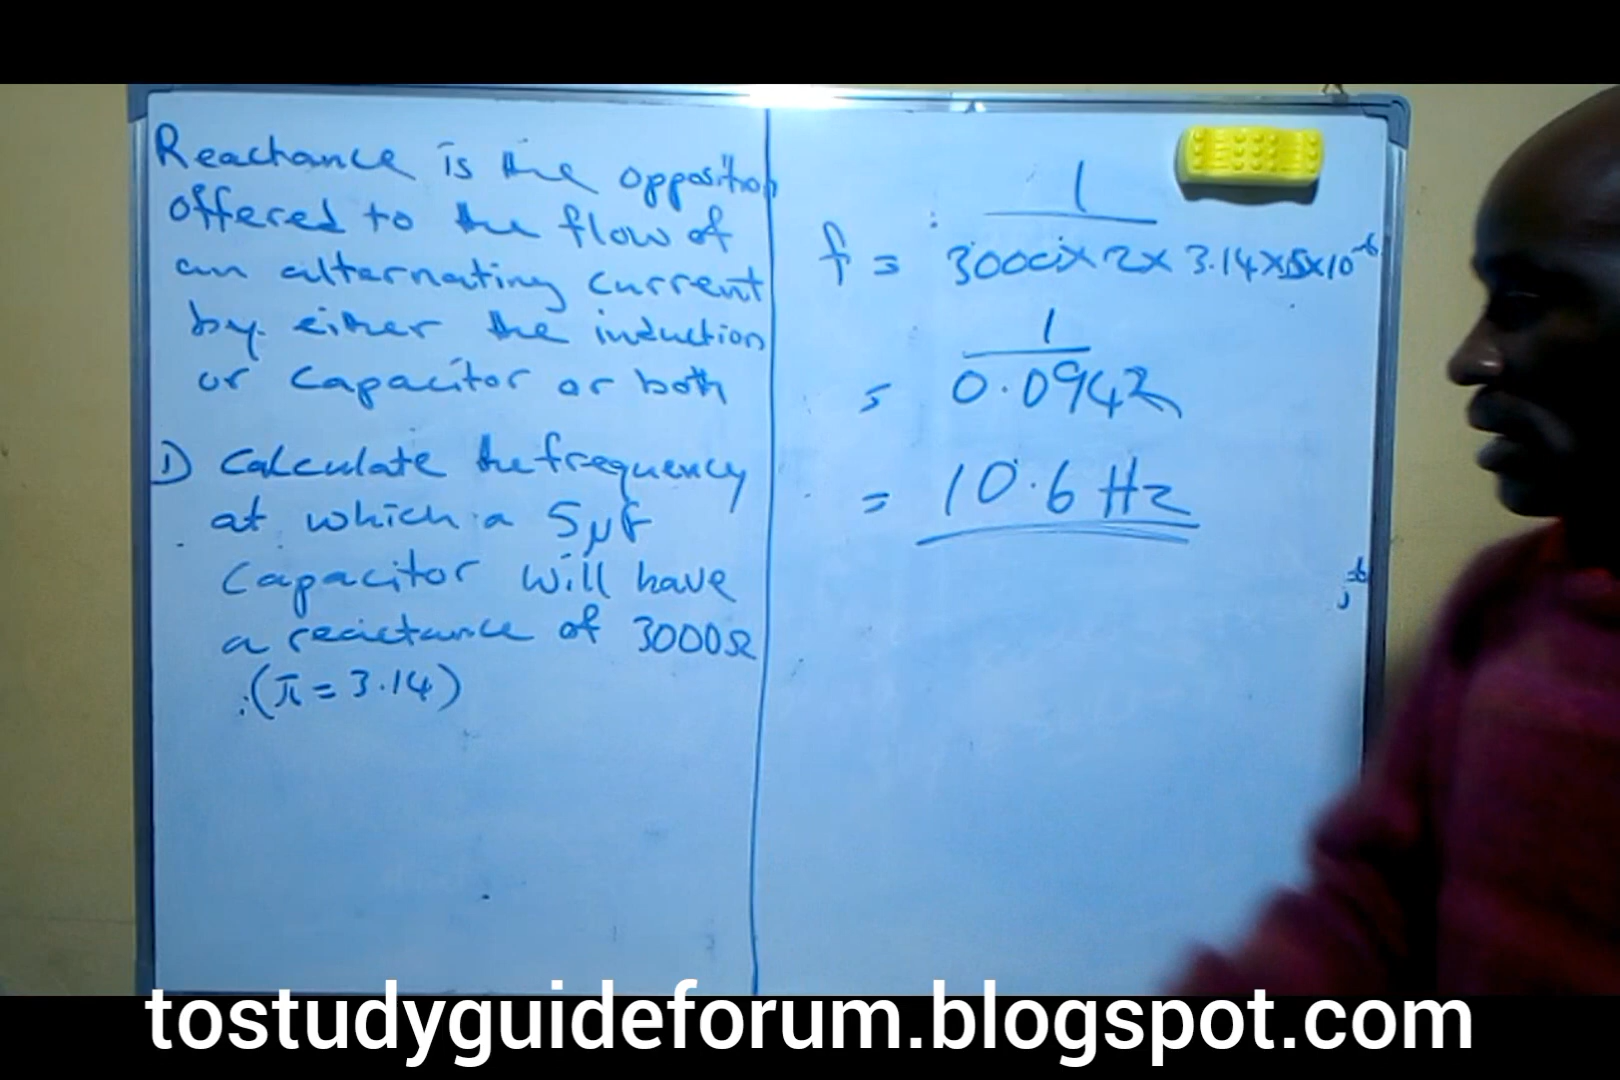 Reactance is the opposition
offered to the flow of
an alternating current
by either the induction
or capacitor or both
1) Calculate the frequency
at which a 5μf
Capacitor will have
a reactance of 3000Ω
(π = 3.14)
f = 1 / 3000 x 2 x 3.14 x 5 x 10⁻⁶
= 1 / 0.0942
= 10.6 Hz
tostudyguideforum.blogspot.com